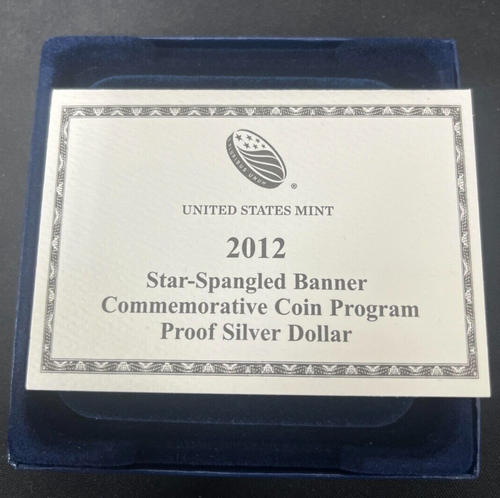 UNITED STATES MINT
2012
Star-Spangled Banner
Commemorative Coin Program
Proof Silver Dollar